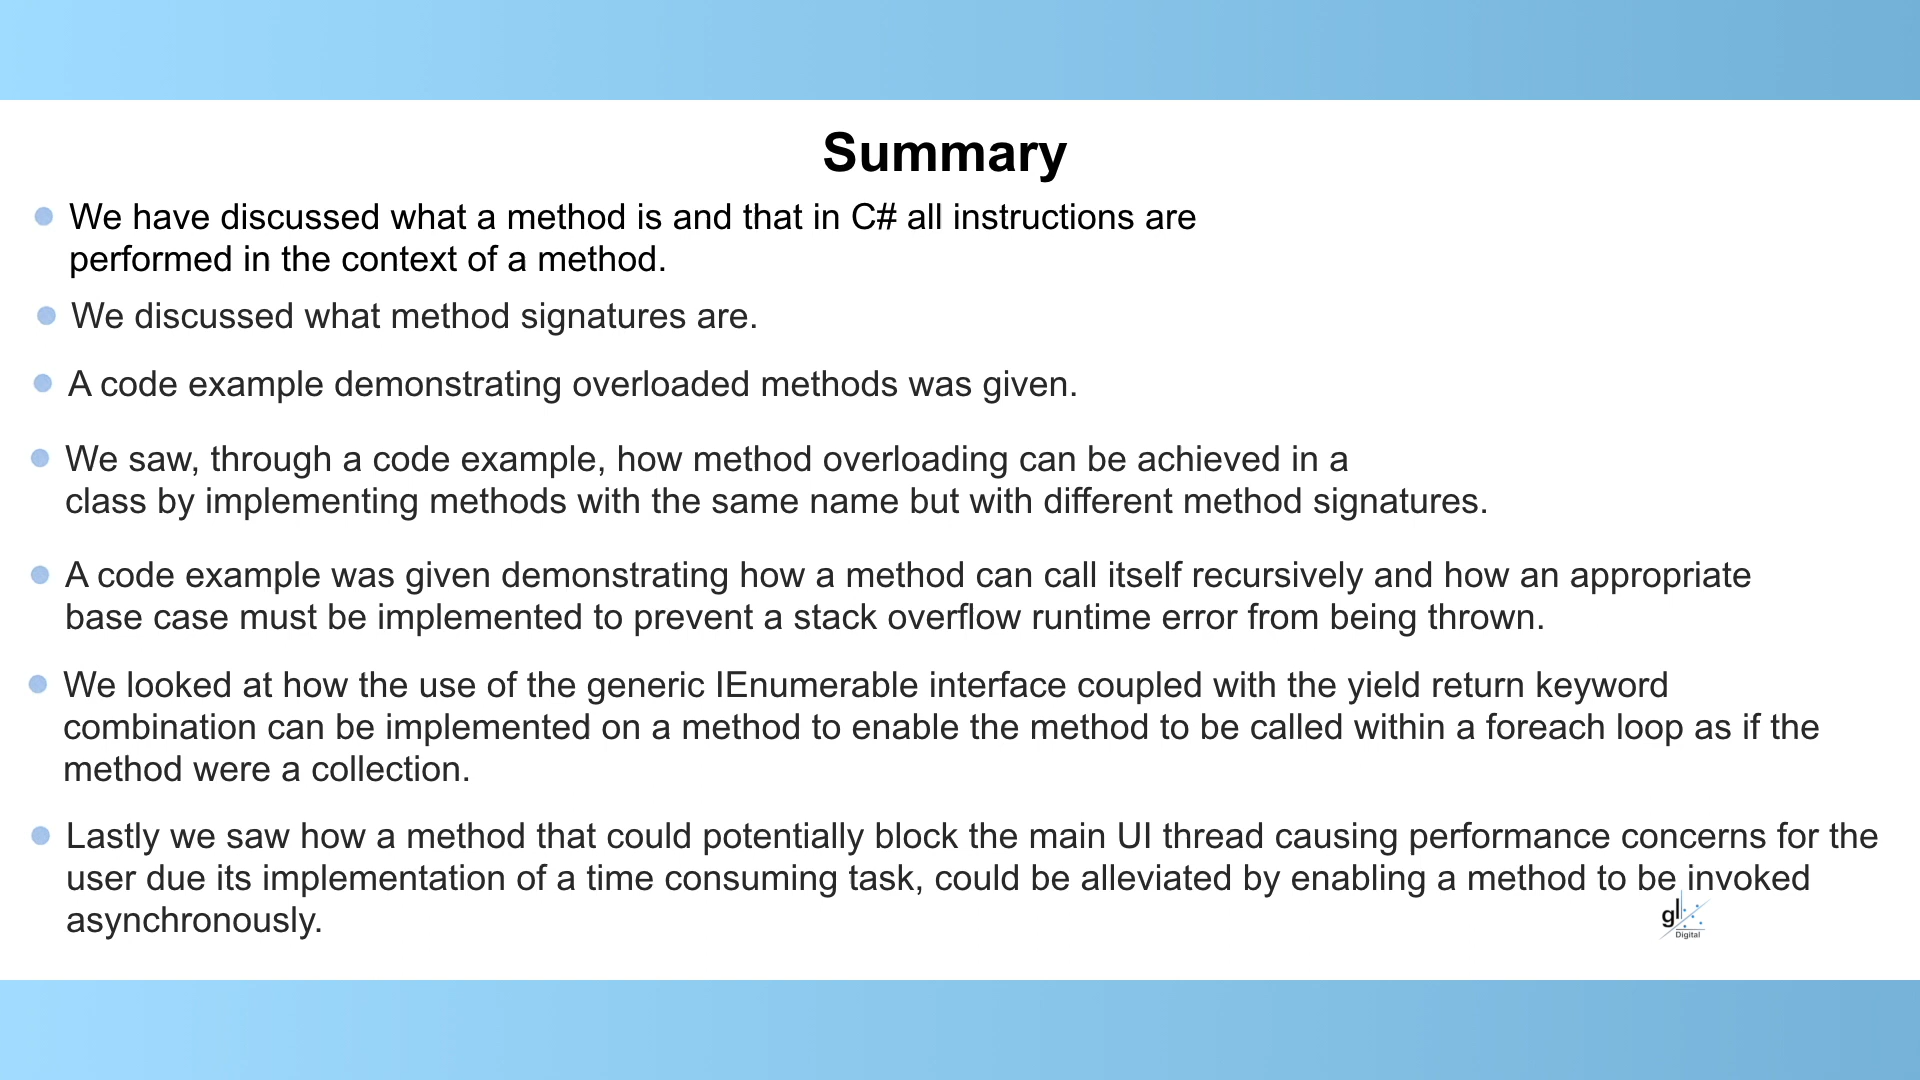 Summary
We have discussed what a method is and that in C# all instructions are
performed in the context of a method.
We discussed what method signatures are.
A code example demonstrating overloaded methods was given.
We saw, through a code example, how method overloading can be achieved in a
class by implementing methods with the same name but with different method signatures.
A code example was given demonstrating how a method can call itself recursively and how an appropriate
base case must be implemented to prevent a stack overflow runtime error from being thrown.
We looked at how the use of the generic IEnumerable interface coupled with the yield return keyword
combination can be implemented on a method to enable the method to be called within a foreach loop as if the
method were a collection.
Lastly we saw how a method that could potentially block the main UI thread causing performance concerns for the
user due its implementation of a time consuming task, could be alleviated by enabling a method to be invoked
asynchronously.
gl
Digital